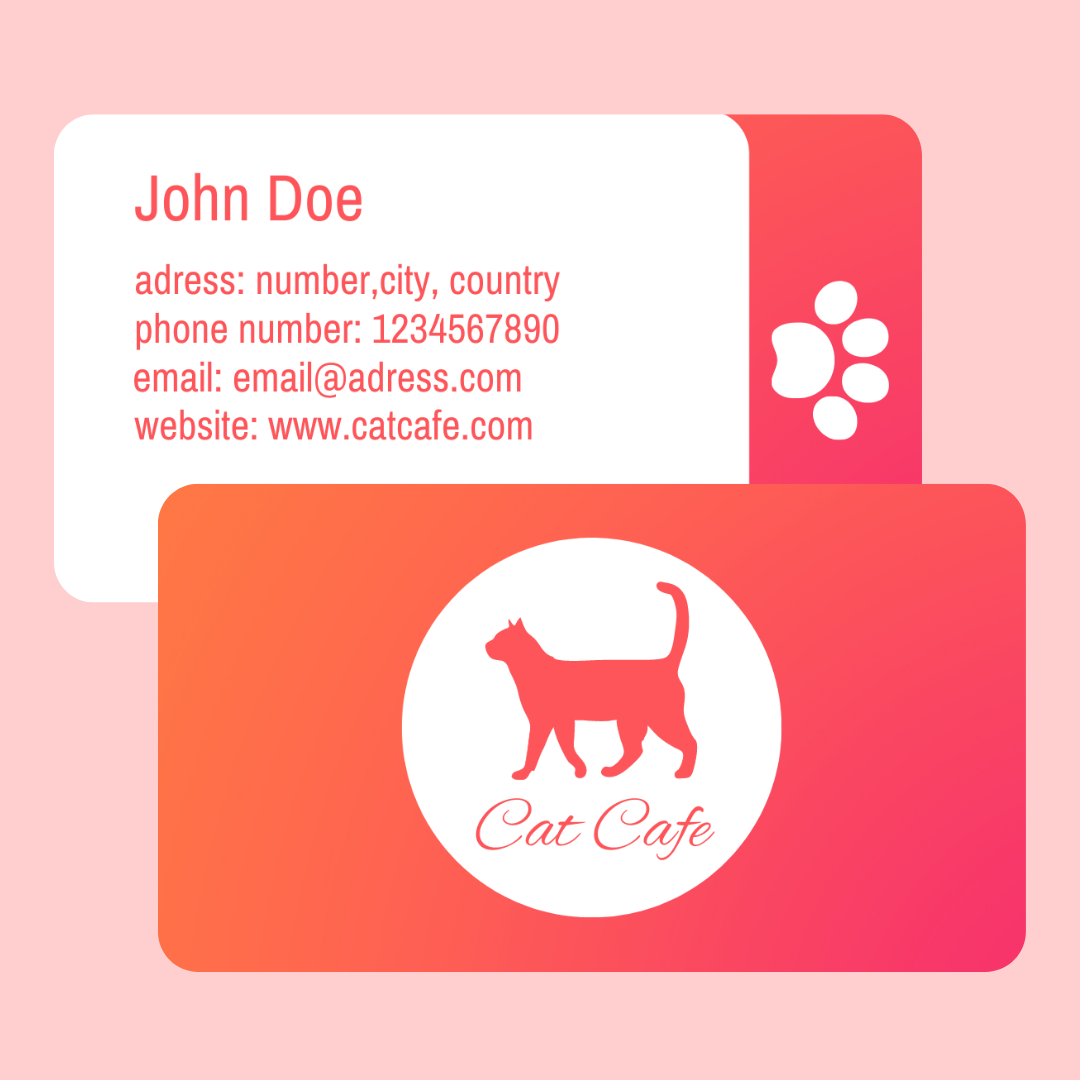 John Doe
adress: number,city, country
phone number: 1234567890
email: email@adress.com
website: www.catcafe.com
Cat Cafe